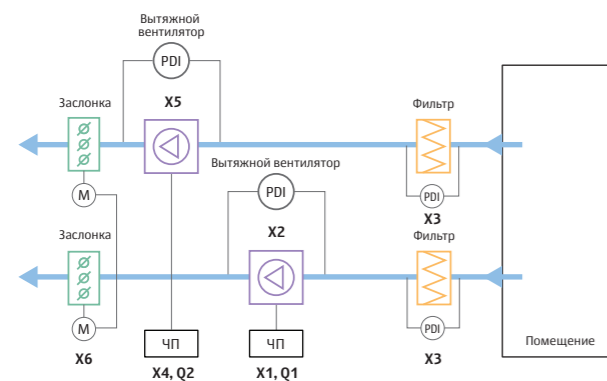 Вытяжной
вентилятор
PDI
Заслонка
X5
Фильтр
M
PDI
X3
Вытяжной вентилятор
PDI
X2
Заслонка
Фильтр
M
PDI
X6
ЧП
ЧП
X3
Помещение
X4, Q2
X1, Q1